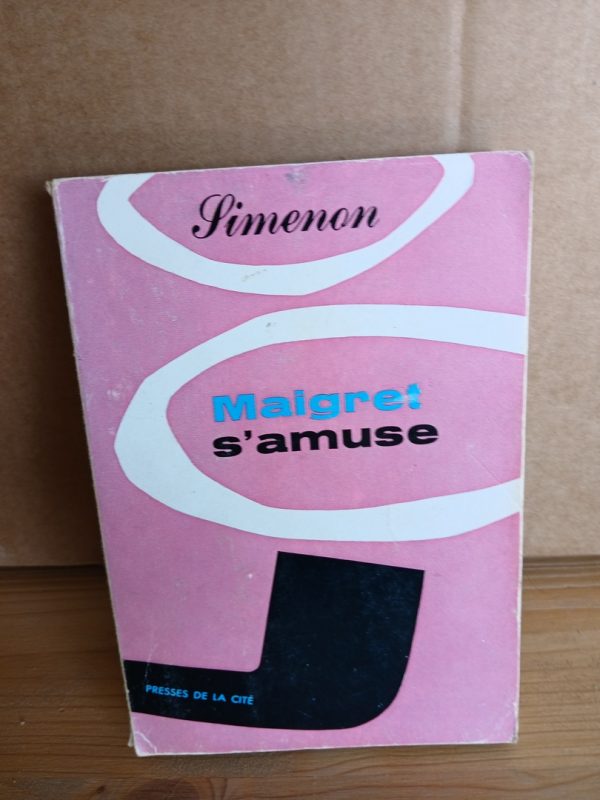 Simenon
Maigret
s'amuse
PRESSES DE LA CITÉ